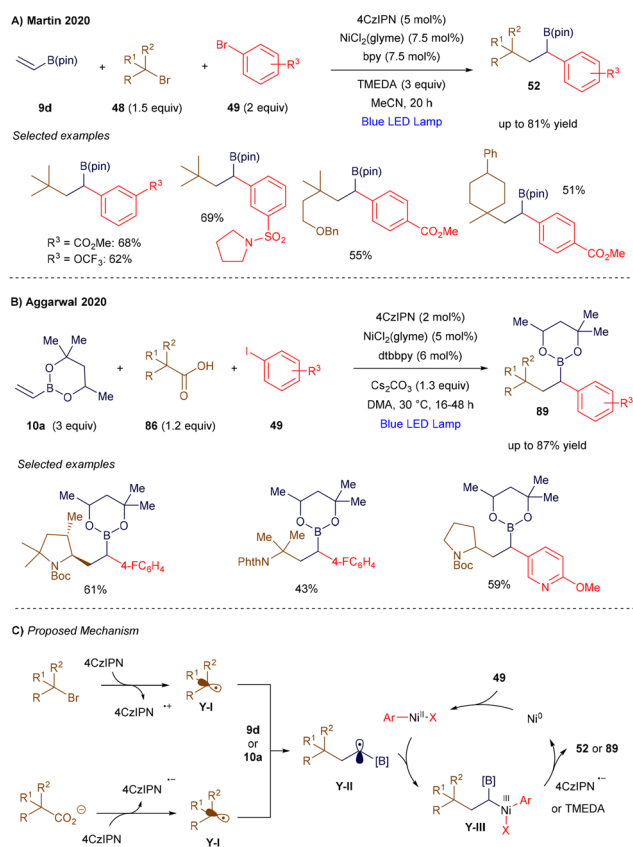 A) Martin 2020
4CzIPN (5 mol%)
NiCl2(glyme) (7.5 mol%)
bpy (7.5 mol%)
TMEDA (3 equiv)
MeCN, 20 h
Blue LED Lamp
B(pin)
9d
+
R1 R2
R Br
48 (1.5 equiv)
+
Br
R3
49 (2 equiv)
R1 R2 B(pin)
R
R3
52
up to 81% yield
Selected examples
B(pin)
R3
R3 = CO2Me: 68%
R3 = OCF3: 62%
B(pin)
69%
N SO2
B(pin)
OBn
CO2Me
55%
Ph
B(pin)
Me
CO2Me
51%
B) Aggarwal 2020
4CzIPN (2 mol%)
NiCl2(glyme) (5 mol%)
dtbbpy (6 mol%)
Cs2CO3 (1.3 equiv)
DMA, 30 °C, 16-48 h
Blue LED Lamp
Me Me
O
B O Me
10a (3 equiv)
+
R1 R2
R OH
O
86 (1.2 equiv)
+
I
R3
49
Me Me Me
O O
B
R1 R2
R
R3
89
up to 87% yield
Selected examples
Me Me Me
O O
B
Me
Me
Me N
Boc
4-FC6H4
61%
Me Me Me
O O
B
Me Me
PhthN 4-FC6H4
43%
Me Me Me
O O
B
N
Boc
N OMe
59%
C) Proposed Mechanism
R1 R2
R Br
4CzIPN
4CzIPN •+
R1 R2
R
Y-I
R1 R2
R CO2 ⊖
4CzIPN •−
4CzIPN
R1 R2
R
Y-I
9d
or
10a
R1 R2
R [B]
Y-II
49
Ar NiII X
Ni0
52 or 89
4CzIPN •−
or TMEDA
R1 R2 [B]
R
III
Ni Ar
X
Y-III